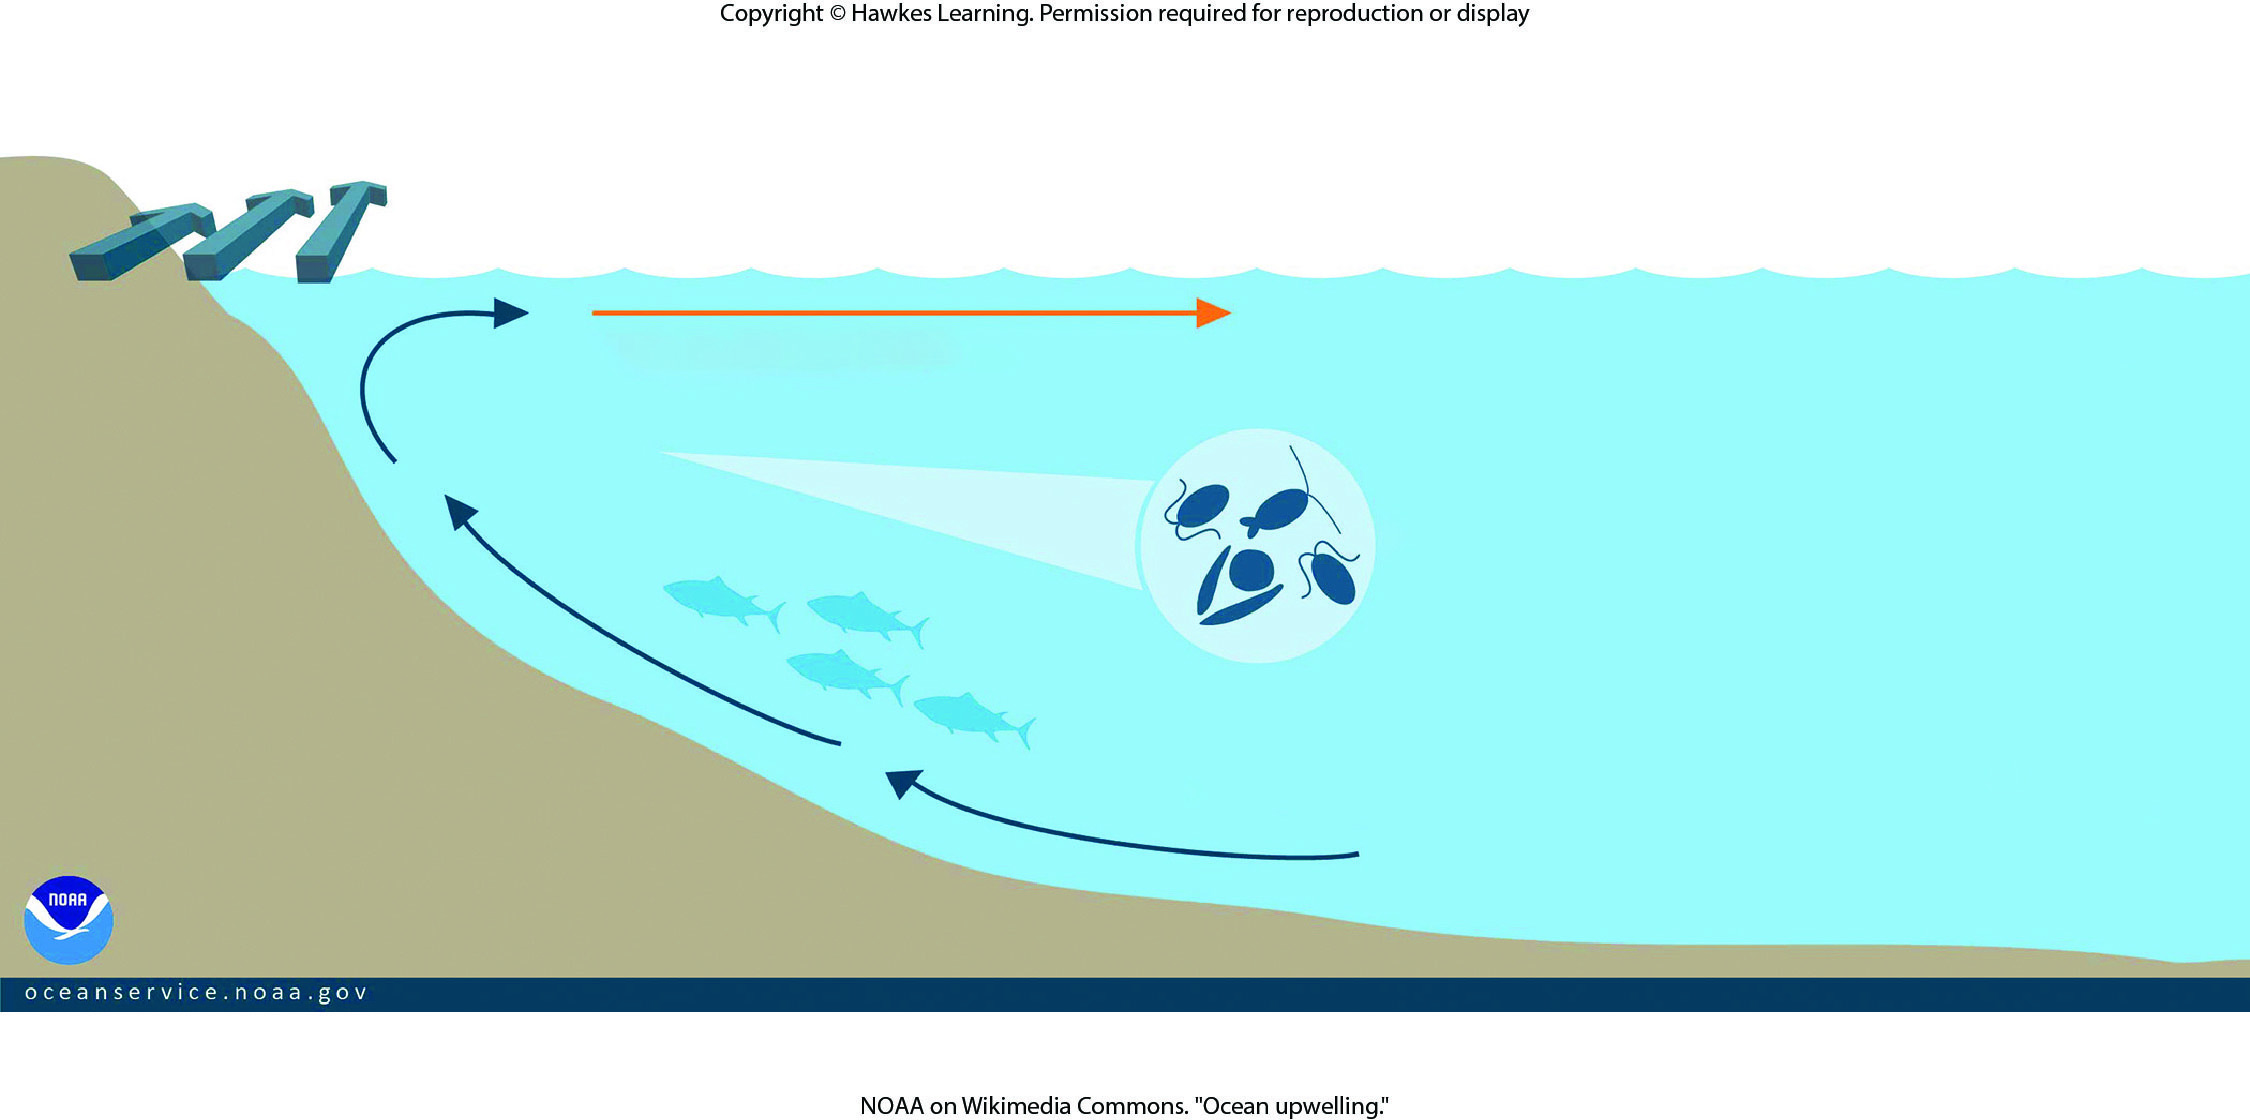 Copyright © Hawkes Learning. Permission required for reproduction or display
NOAA
oceanservice.noaa.gov
NOAA on Wikimedia Commons. "Ocean upwelling."